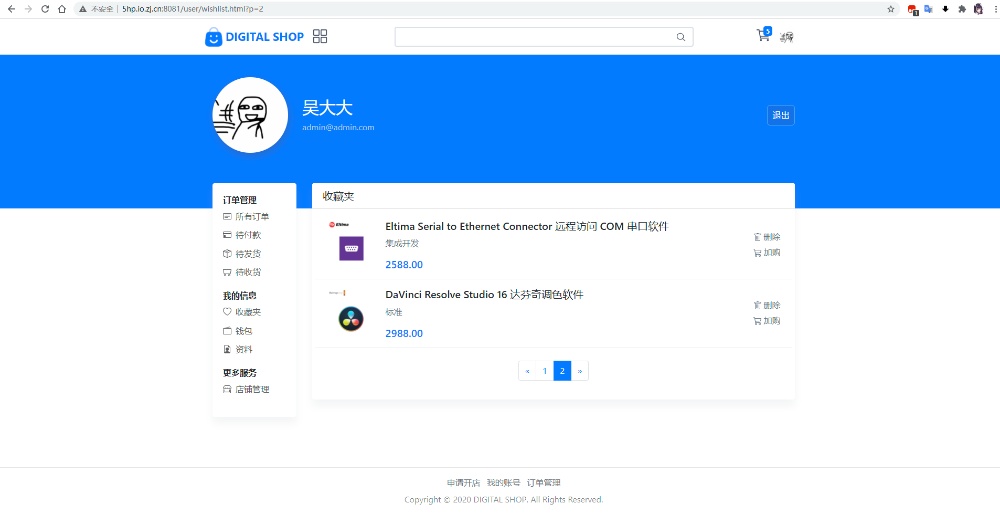 不安全 | 5hp.io.zj.cn:8081/user/wishlist.html?p=2
DIGITAL SHOP
吴大大
admin@admin.com
退出
订单管理
所有订单
待付款
待发货
待收货
我的信息
收藏夹
钱包
资料
更多服务
店铺管理
收藏夹
Eltima
Eltima Serial to Ethernet Connector 远程访问 COM 串口软件
集成开发
2588.00
删除
加购
DaVinci Resolve Studio 16 达芬奇调色软件
标准
2988.00
删除
加购
« 1 2 »
申请开店 我的账号 订单管理
Copyright © 2020 DIGITAL SHOP. All Rights Reserved.